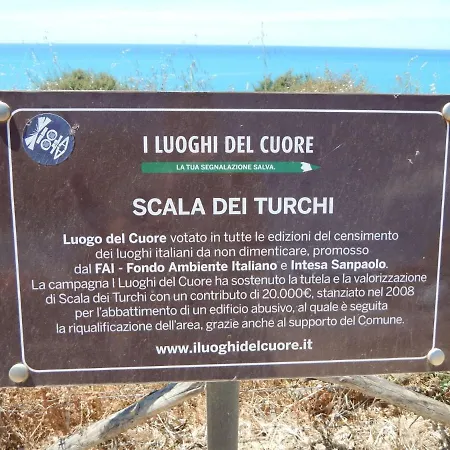 I LUOGHI DEL CUORE
LA TUA SEGNALAZIONE SALVA.
SCALA DEI TURCHI
Luogo del Cuore votato in tutte le edizioni del censimento
dei luoghi italiani da non dimenticare, promosso
dal FAI - Fondo Ambiente Italiano e Intesa Sanpaolo.
La campagna I Luoghi del Cuore ha sostenuto la tutela e la valorizzazione
di Scala dei Turchi con un contributo di 20.000€, stanziato nel 2008
per l'abbattimento di un edificio abusivo, al quale è seguita
la riqualificazione dell'area, grazie anche al supporto del Comune.
www.iluoghidelcuore.it